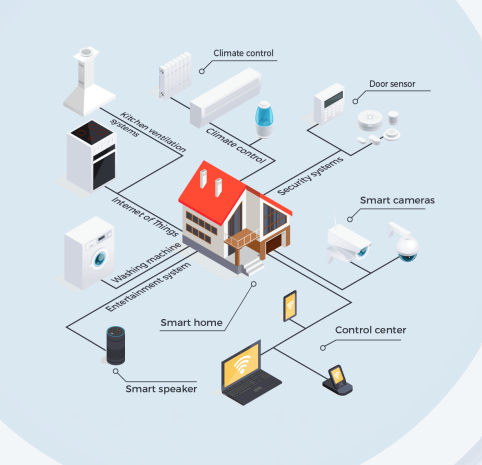 Climate control
Door sensor
Kitchen ventilation
systems
Climate control
Security systems
Internet of Things
Smart cameras
Washing machine
Entertainment system
Smart home
Control center
Smart speaker